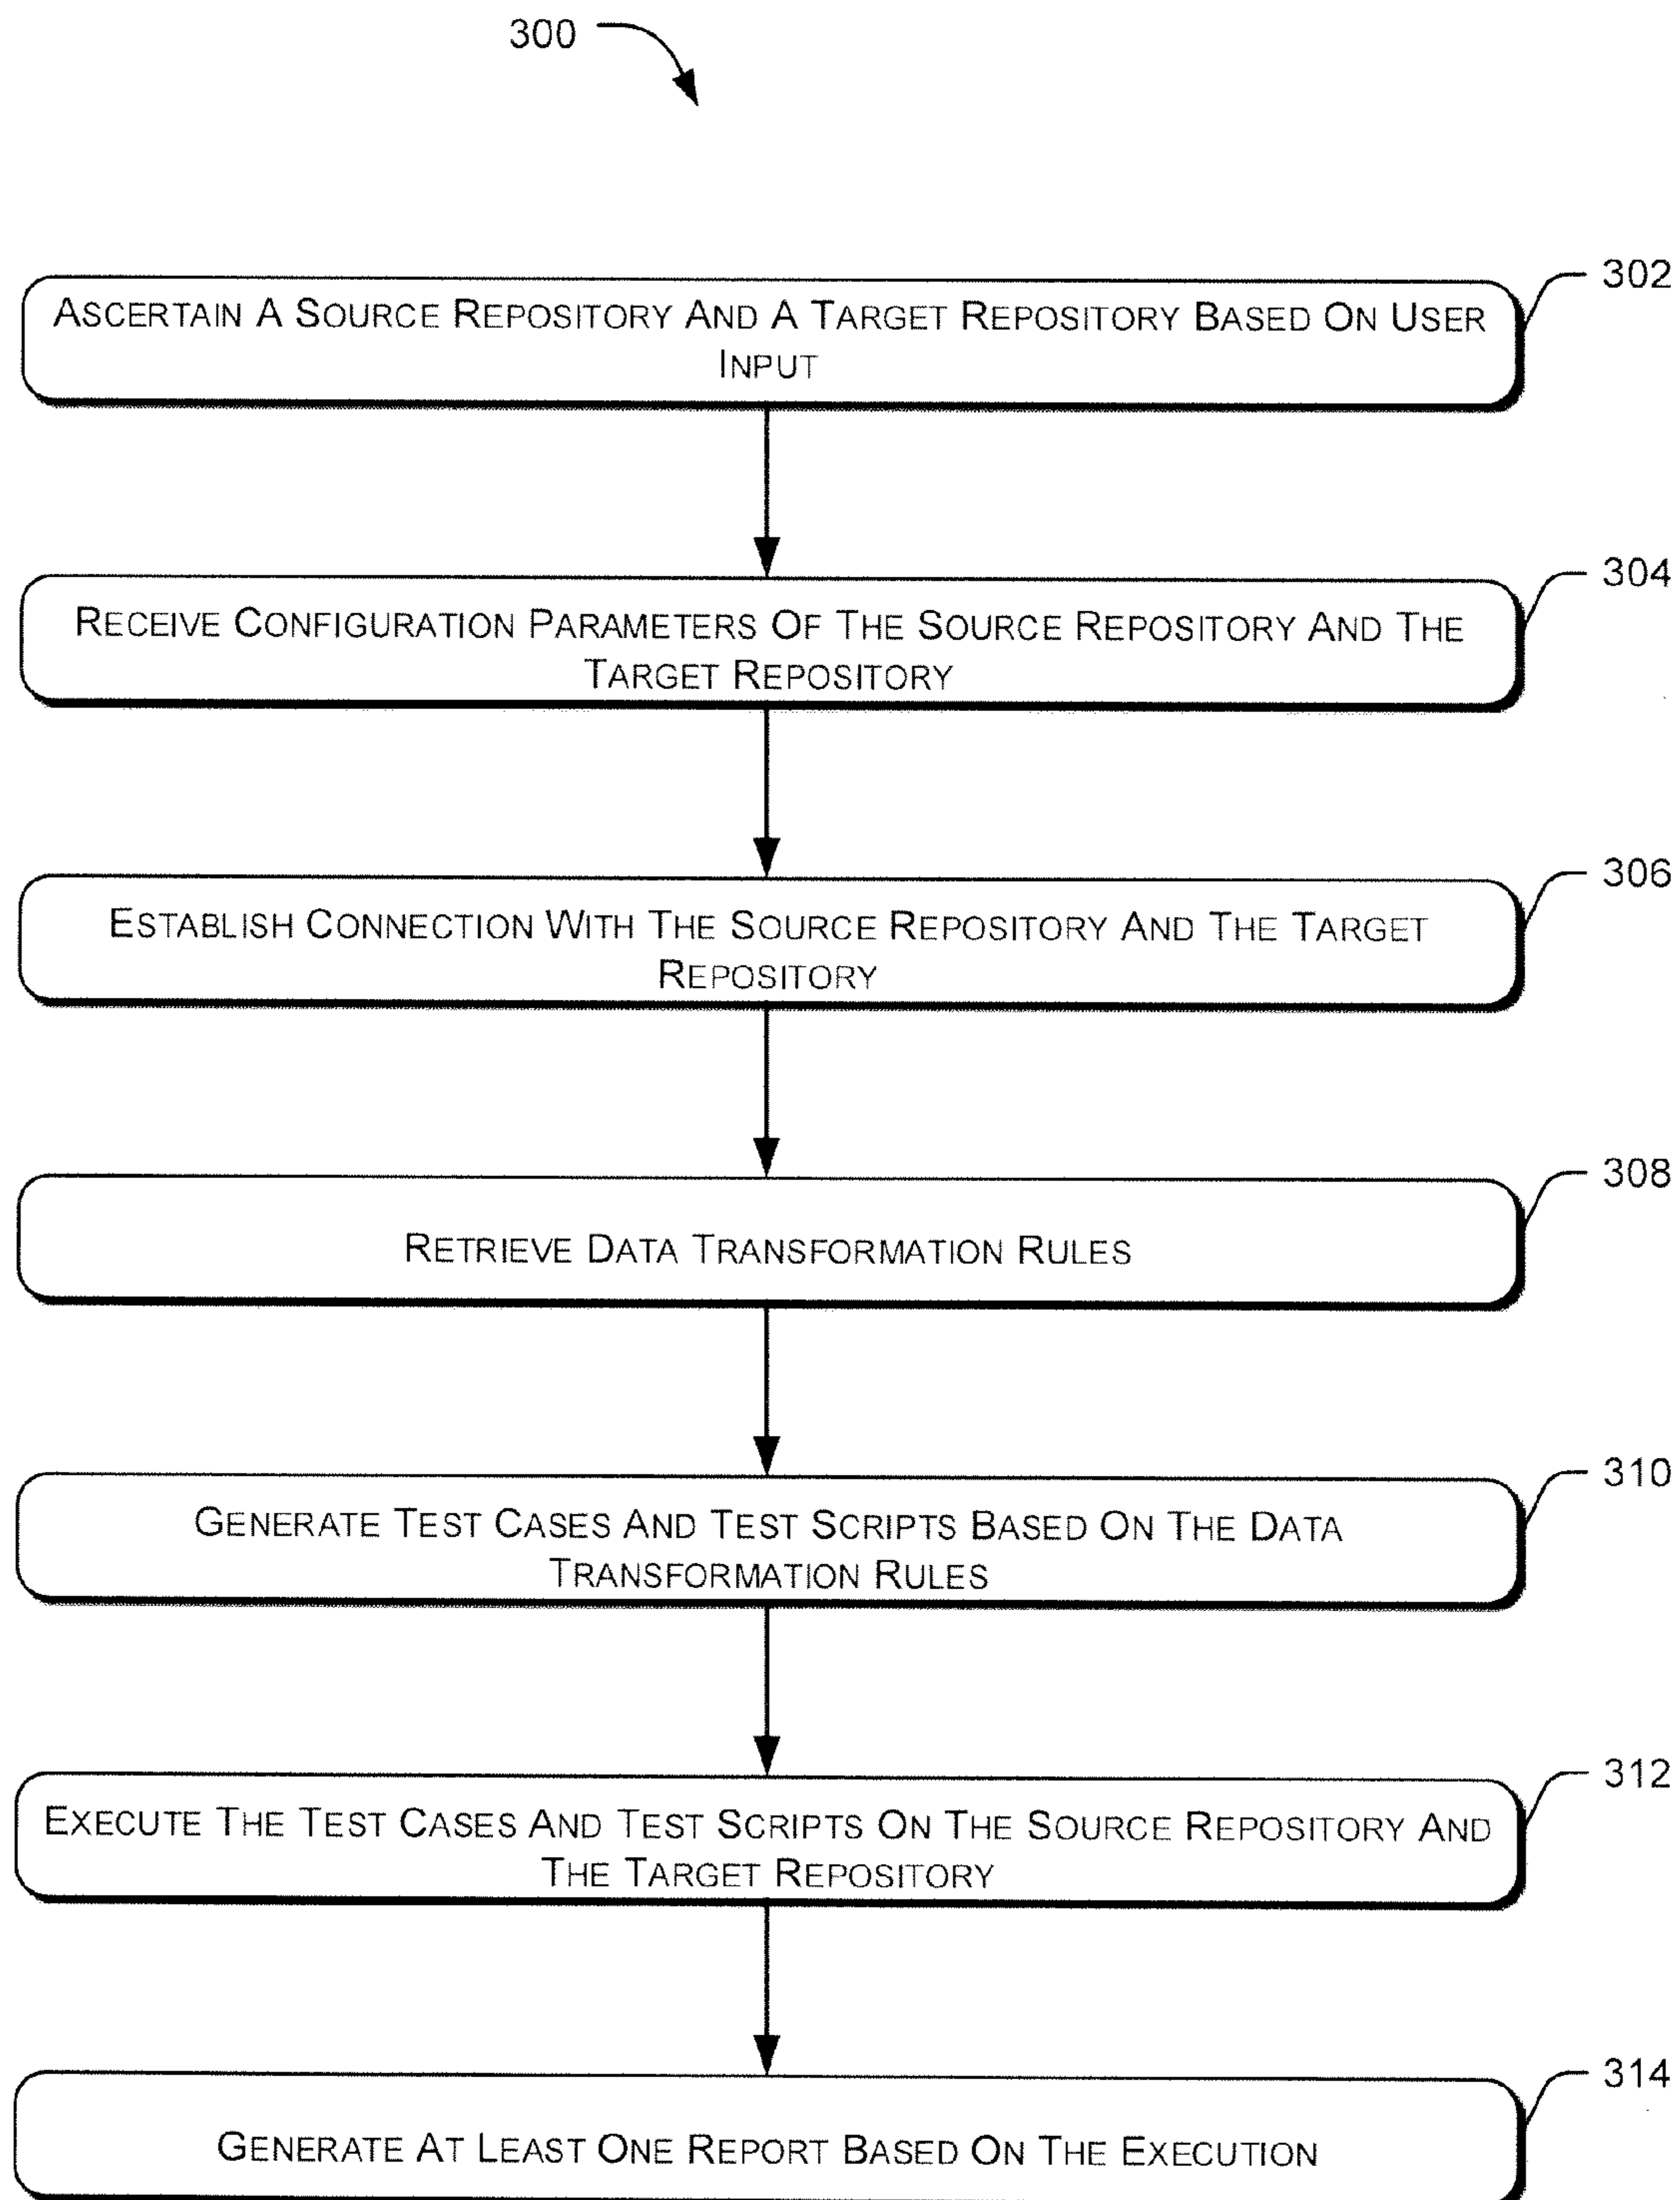 300
302
ASCERTAIN A SOURCE REPOSITORY AND A TARGET REPOSITORY BASED ON USER
INPUT
304
RECEIVE CONFIGURATION PARAMETERS OF THE SOURCE REPOSITORY AND THE
TARGET REPOSITORY
306
ESTABLISH CONNECTION WITH THE SOURCE REPOSITORY AND THE TARGET
REPOSITORY
308
RETRIEVE DATA TRANSFORMATION RULES
310
GENERATE TEST CASES AND TEST SCRIPTS BASED ON THE DATA
TRANSFORMATION RULES
312
EXECUTE THE TEST CASES AND TEST SCRIPTS ON THE SOURCE REPOSITORY AND
THE TARGET REPOSITORY
314
GENERATE AT LEAST ONE REPORT BASED ON THE EXECUTION